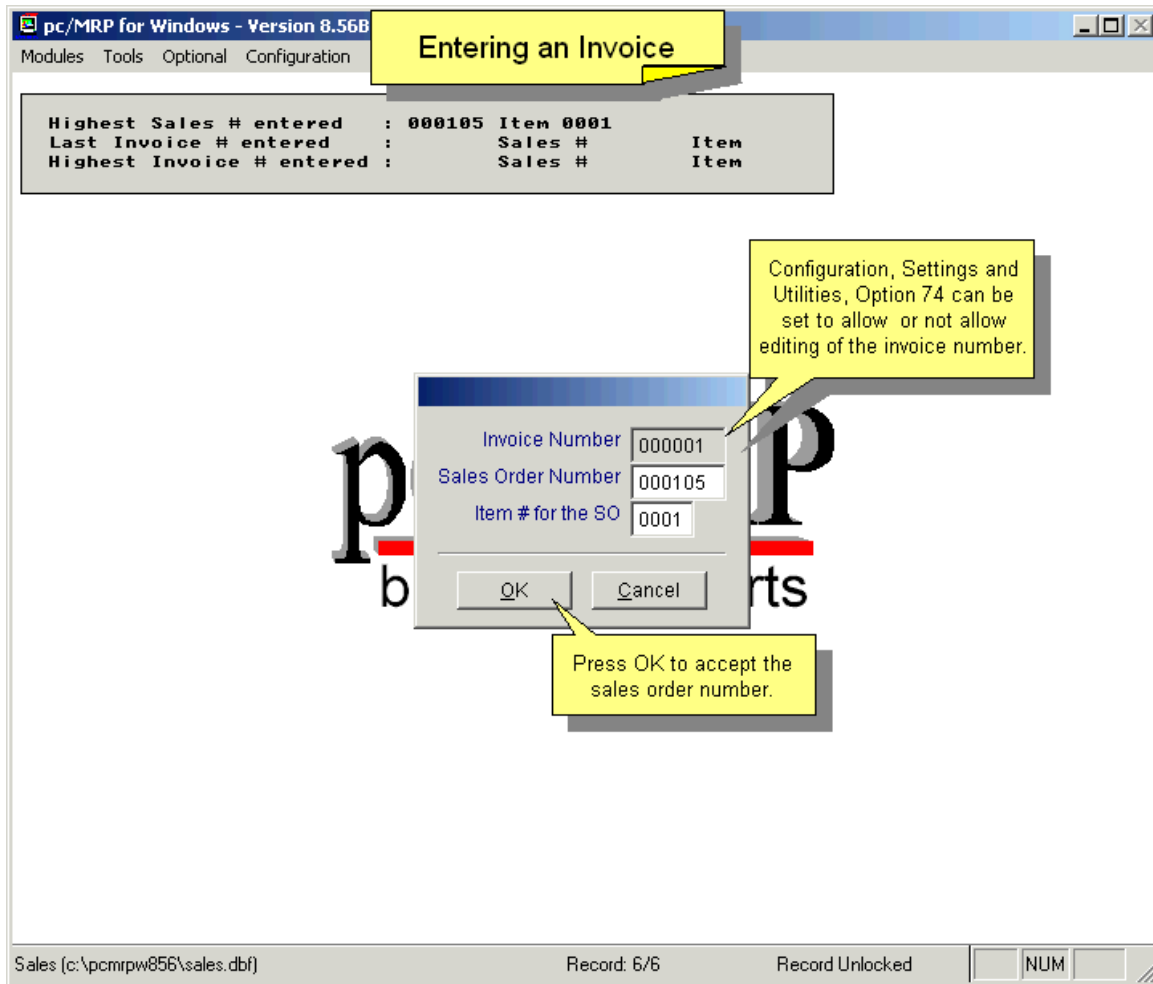 pc/MRP for Windows - Version 8.56B
Entering an Invoice
Modules Tools Optional Configuration
Highest Sales # entered : 000105 Item 0001
Last Invoice # entered : Sales # Item
Highest Invoice # entered : Sales # Item
Configuration, Settings and
Utilities, Option 74 can be
set to allow or not allow
editing of the invoice number.
Invoice Number 000001
Sales Order Number 000105
Item # for the SO 0001
OK Cancel
p p
b rts
Press OK to accept the
sales order number.
Sales (c:\pcmrpw856\sales.dbf) Record: 6/6 Record Unlocked NUM